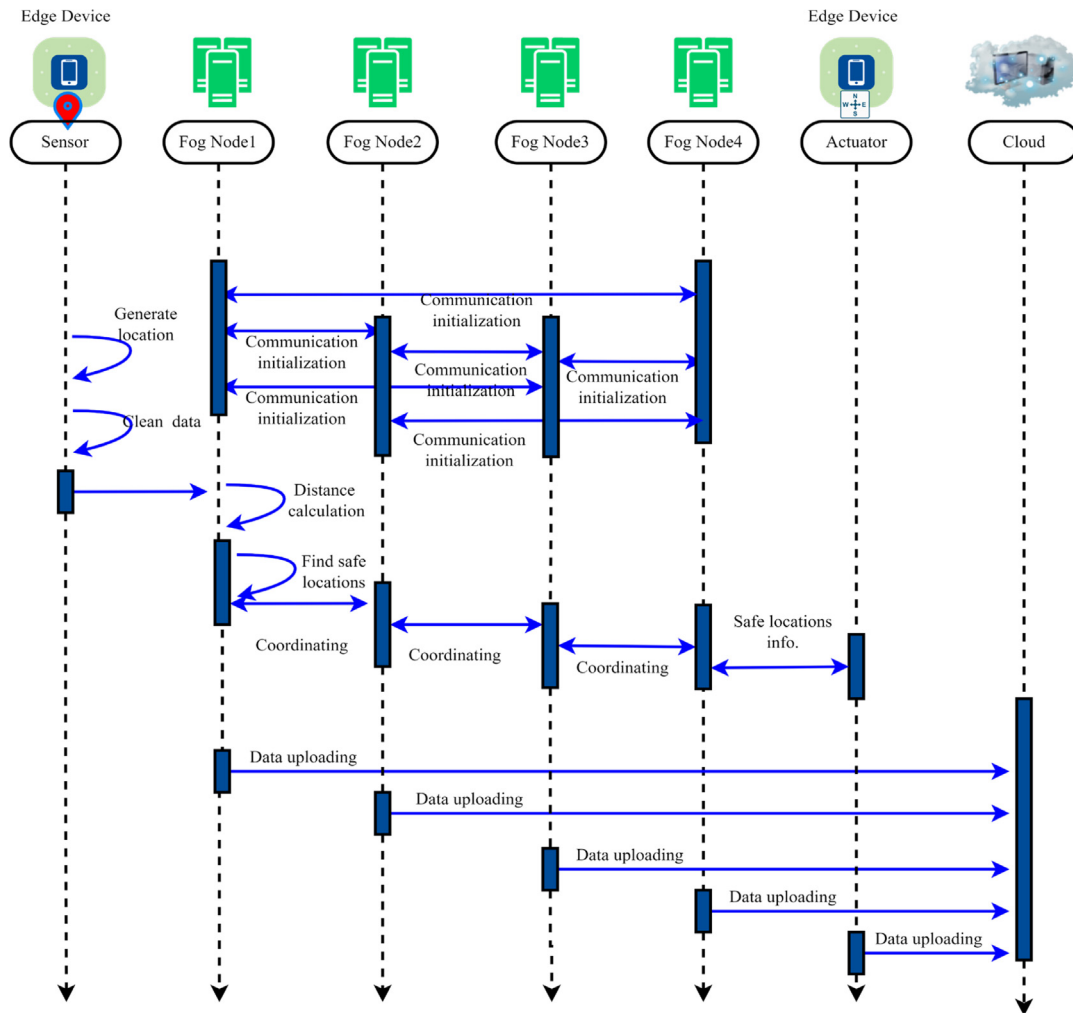 Edge Device
Edge Device
N
W E
S
Sensor
Fog Node1
Fog Node2
Fog Node3
Fog Node4
Actuator
Cloud
Communication
initialization
Generate
location
Communication
initialization
Communication
initialization
Communication
initialization
Communication
initialization
Clean data
Communication
initialization
Distance
calculation
Find safe
locations
Coordinating
Coordinating
Coordinating
Safe locations
info.
Data uploading
Data uploading
Data uploading
Data uploading
Data uploading